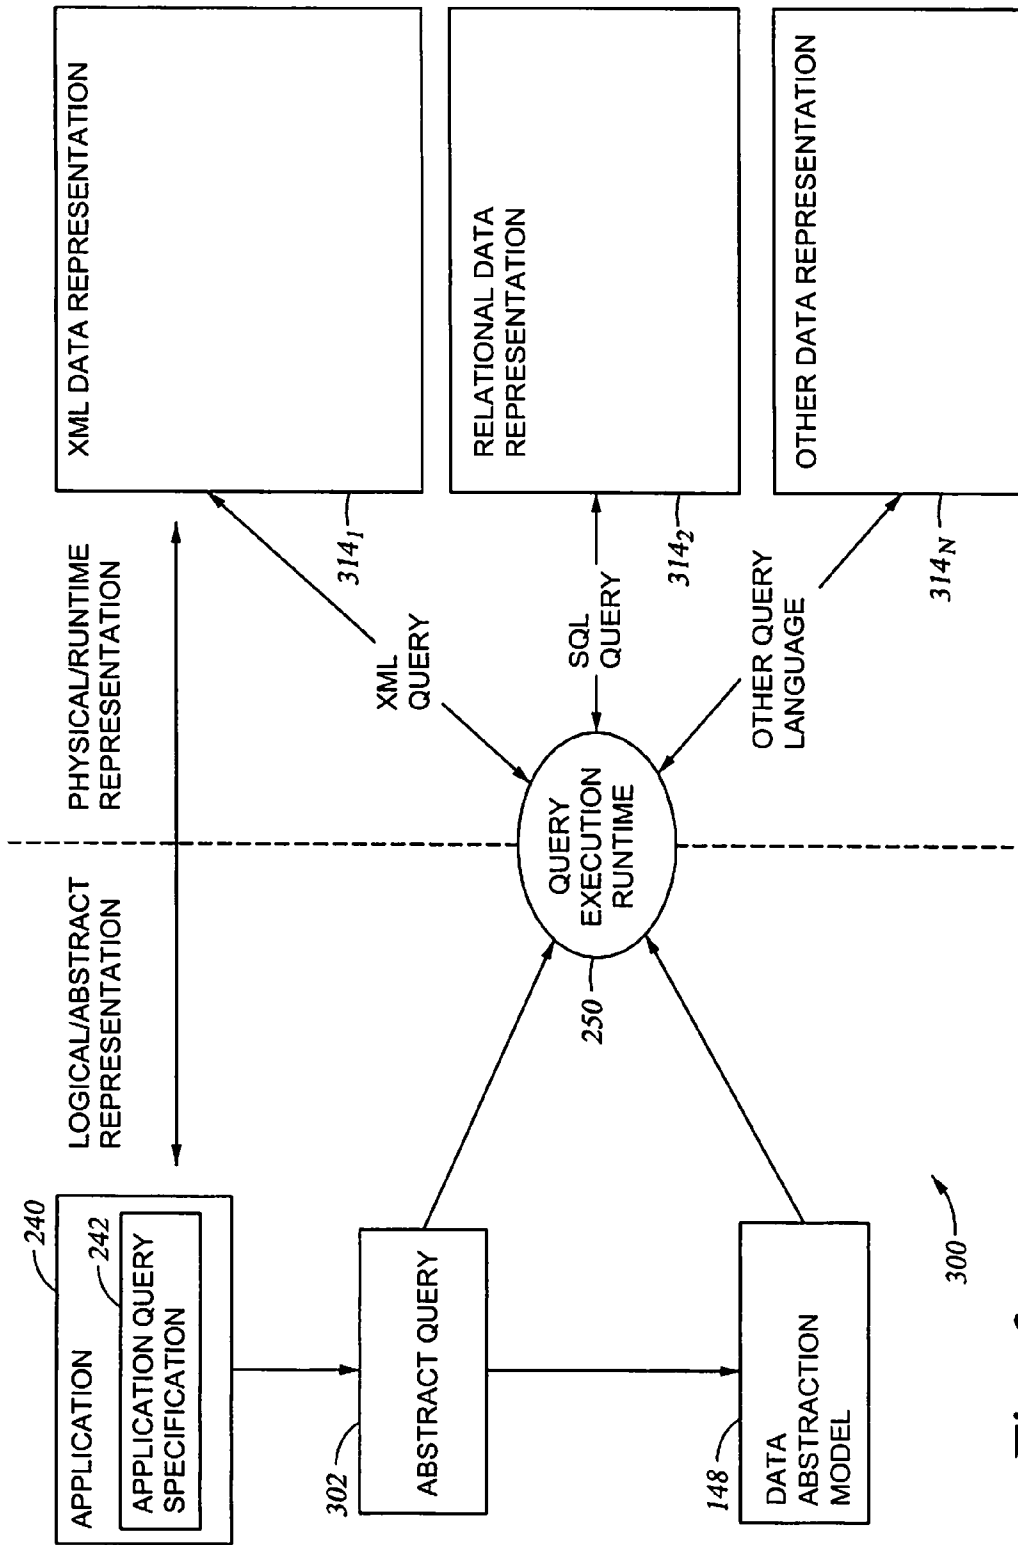 APPLICATION
240
APPLICATION QUERY
SPECIFICATION
242
LOGICAL/ABSTRACT
REPRESENTATION
PHYSICAL/RUNTIME
REPRESENTATION
XML DATA REPRESENTATION
314₁
XML
QUERY
302
ABSTRACT QUERY
QUERY
EXECUTION
RUNTIME
250
SQL
QUERY
RELATIONAL DATA
REPRESENTATION
314₂
148
DATA
ABSTRACTION
MODEL
OTHER QUERY
LANGUAGE
OTHER DATA REPRESENTATION
314N
300